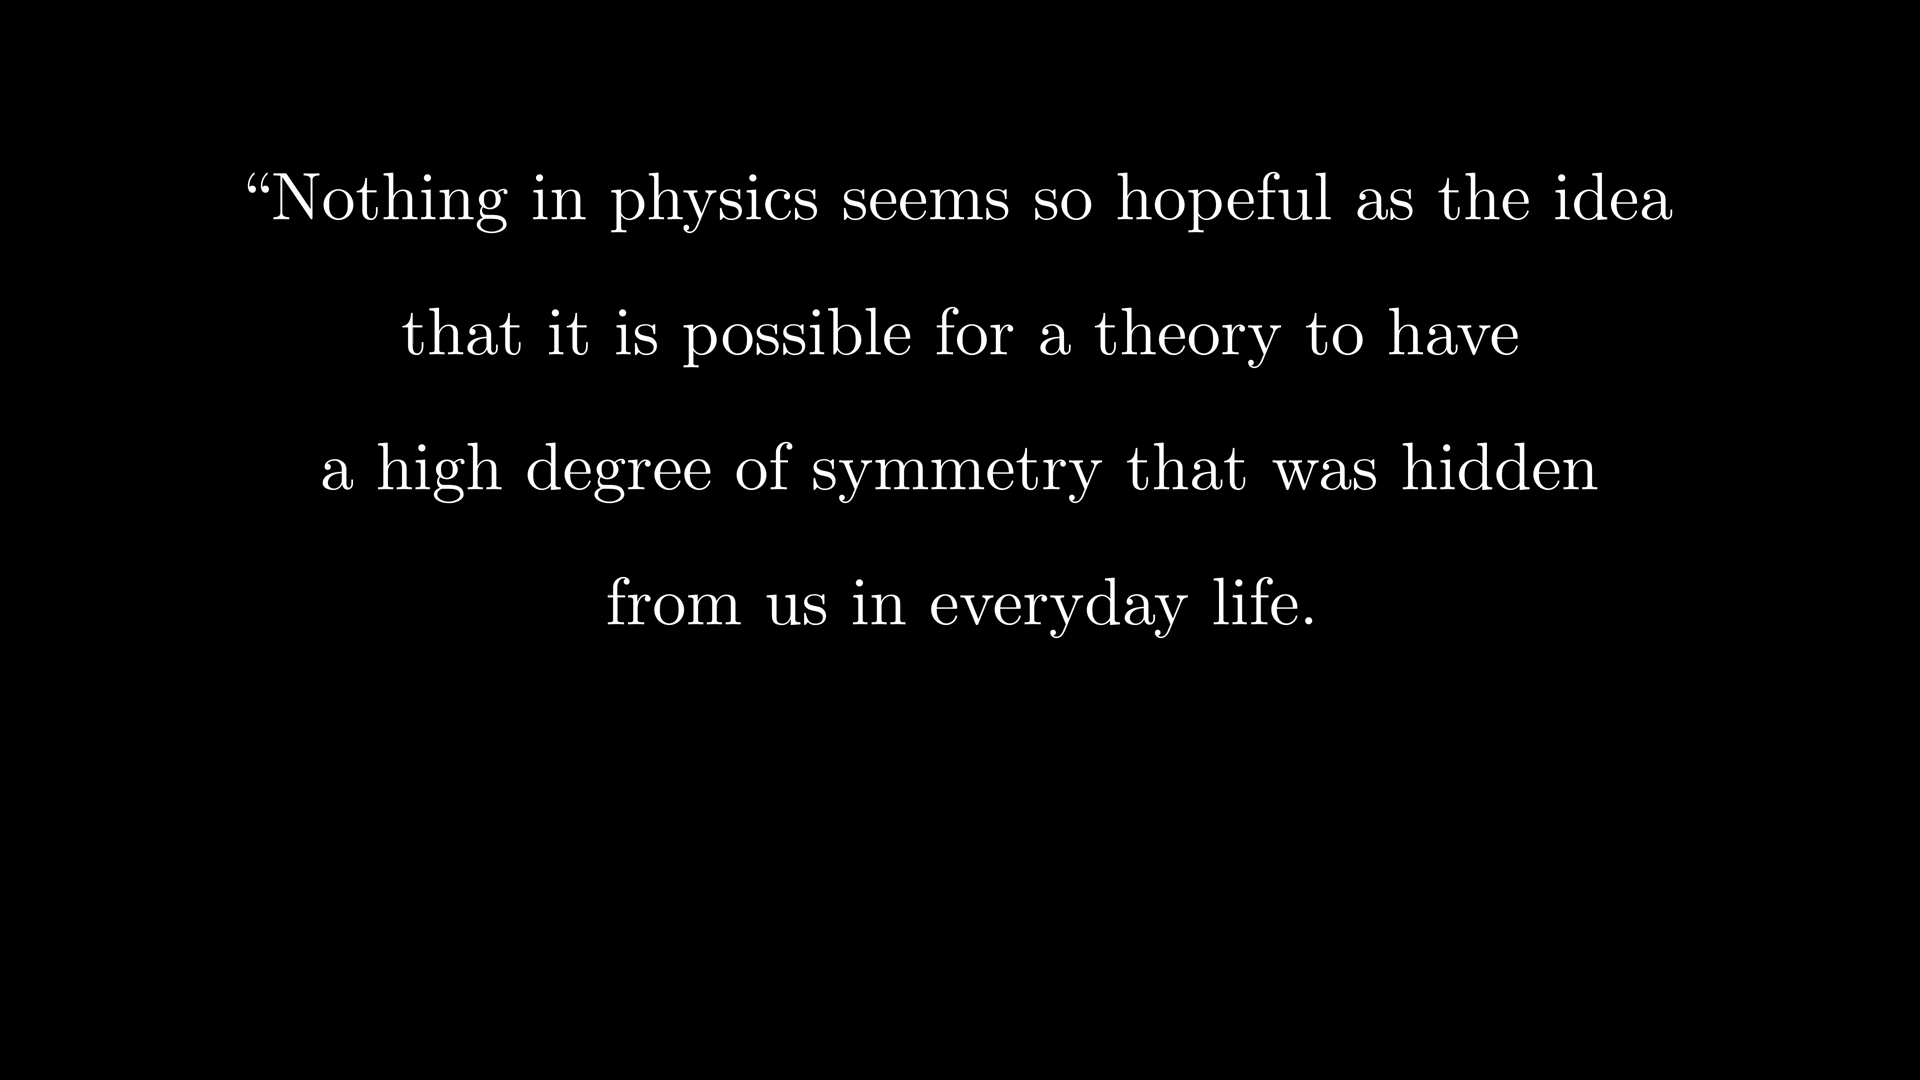 “Nothing in physics seems so hopeful as the idea
that it is possible for a theory to have
a high degree of symmetry that was hidden
from us in everyday life.